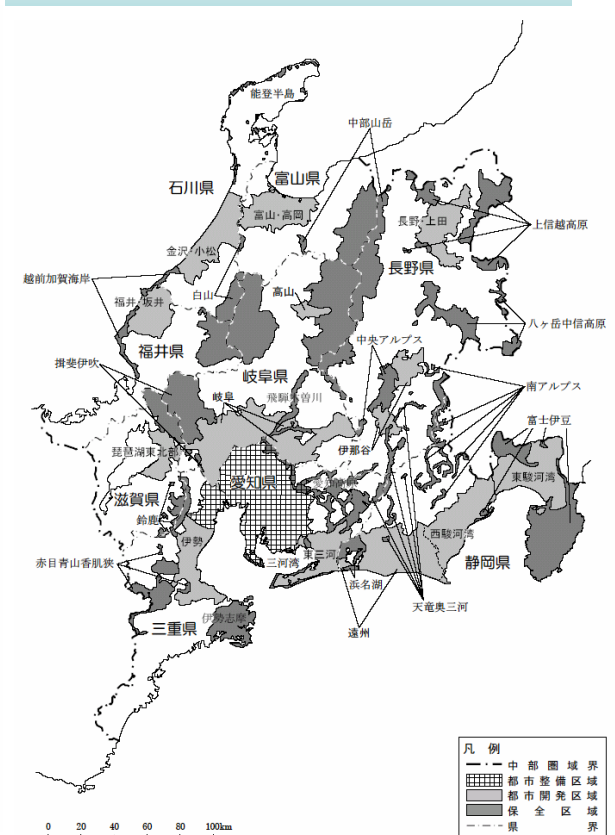 能登半島
中部山岳
石川県
富山県
富山・高岡
長野・上田
上信越高原
金沢・小松
長野県
越前加賀海岸
白山
高山
福井・坂井
八ヶ岳中信高原
福井県
中央アルプス
揖斐伊吹
岐阜県
岐阜
飛騨木曽川
南アルプス
富士伊豆
伊那谷
琵琶湖東北部
東駿河湾
愛知県
滋賀県
鈴鹿
伊勢
西駿河湾
東三河
静岡県
赤目青山香肌峡
三河湾
浜名湖
天竜奥三河
伊勢志摩
三重県
遠州
凡例
中部圏域界
都市整備区域
都市開発区域
保全区域
県界
0 20 40 60 80 100km